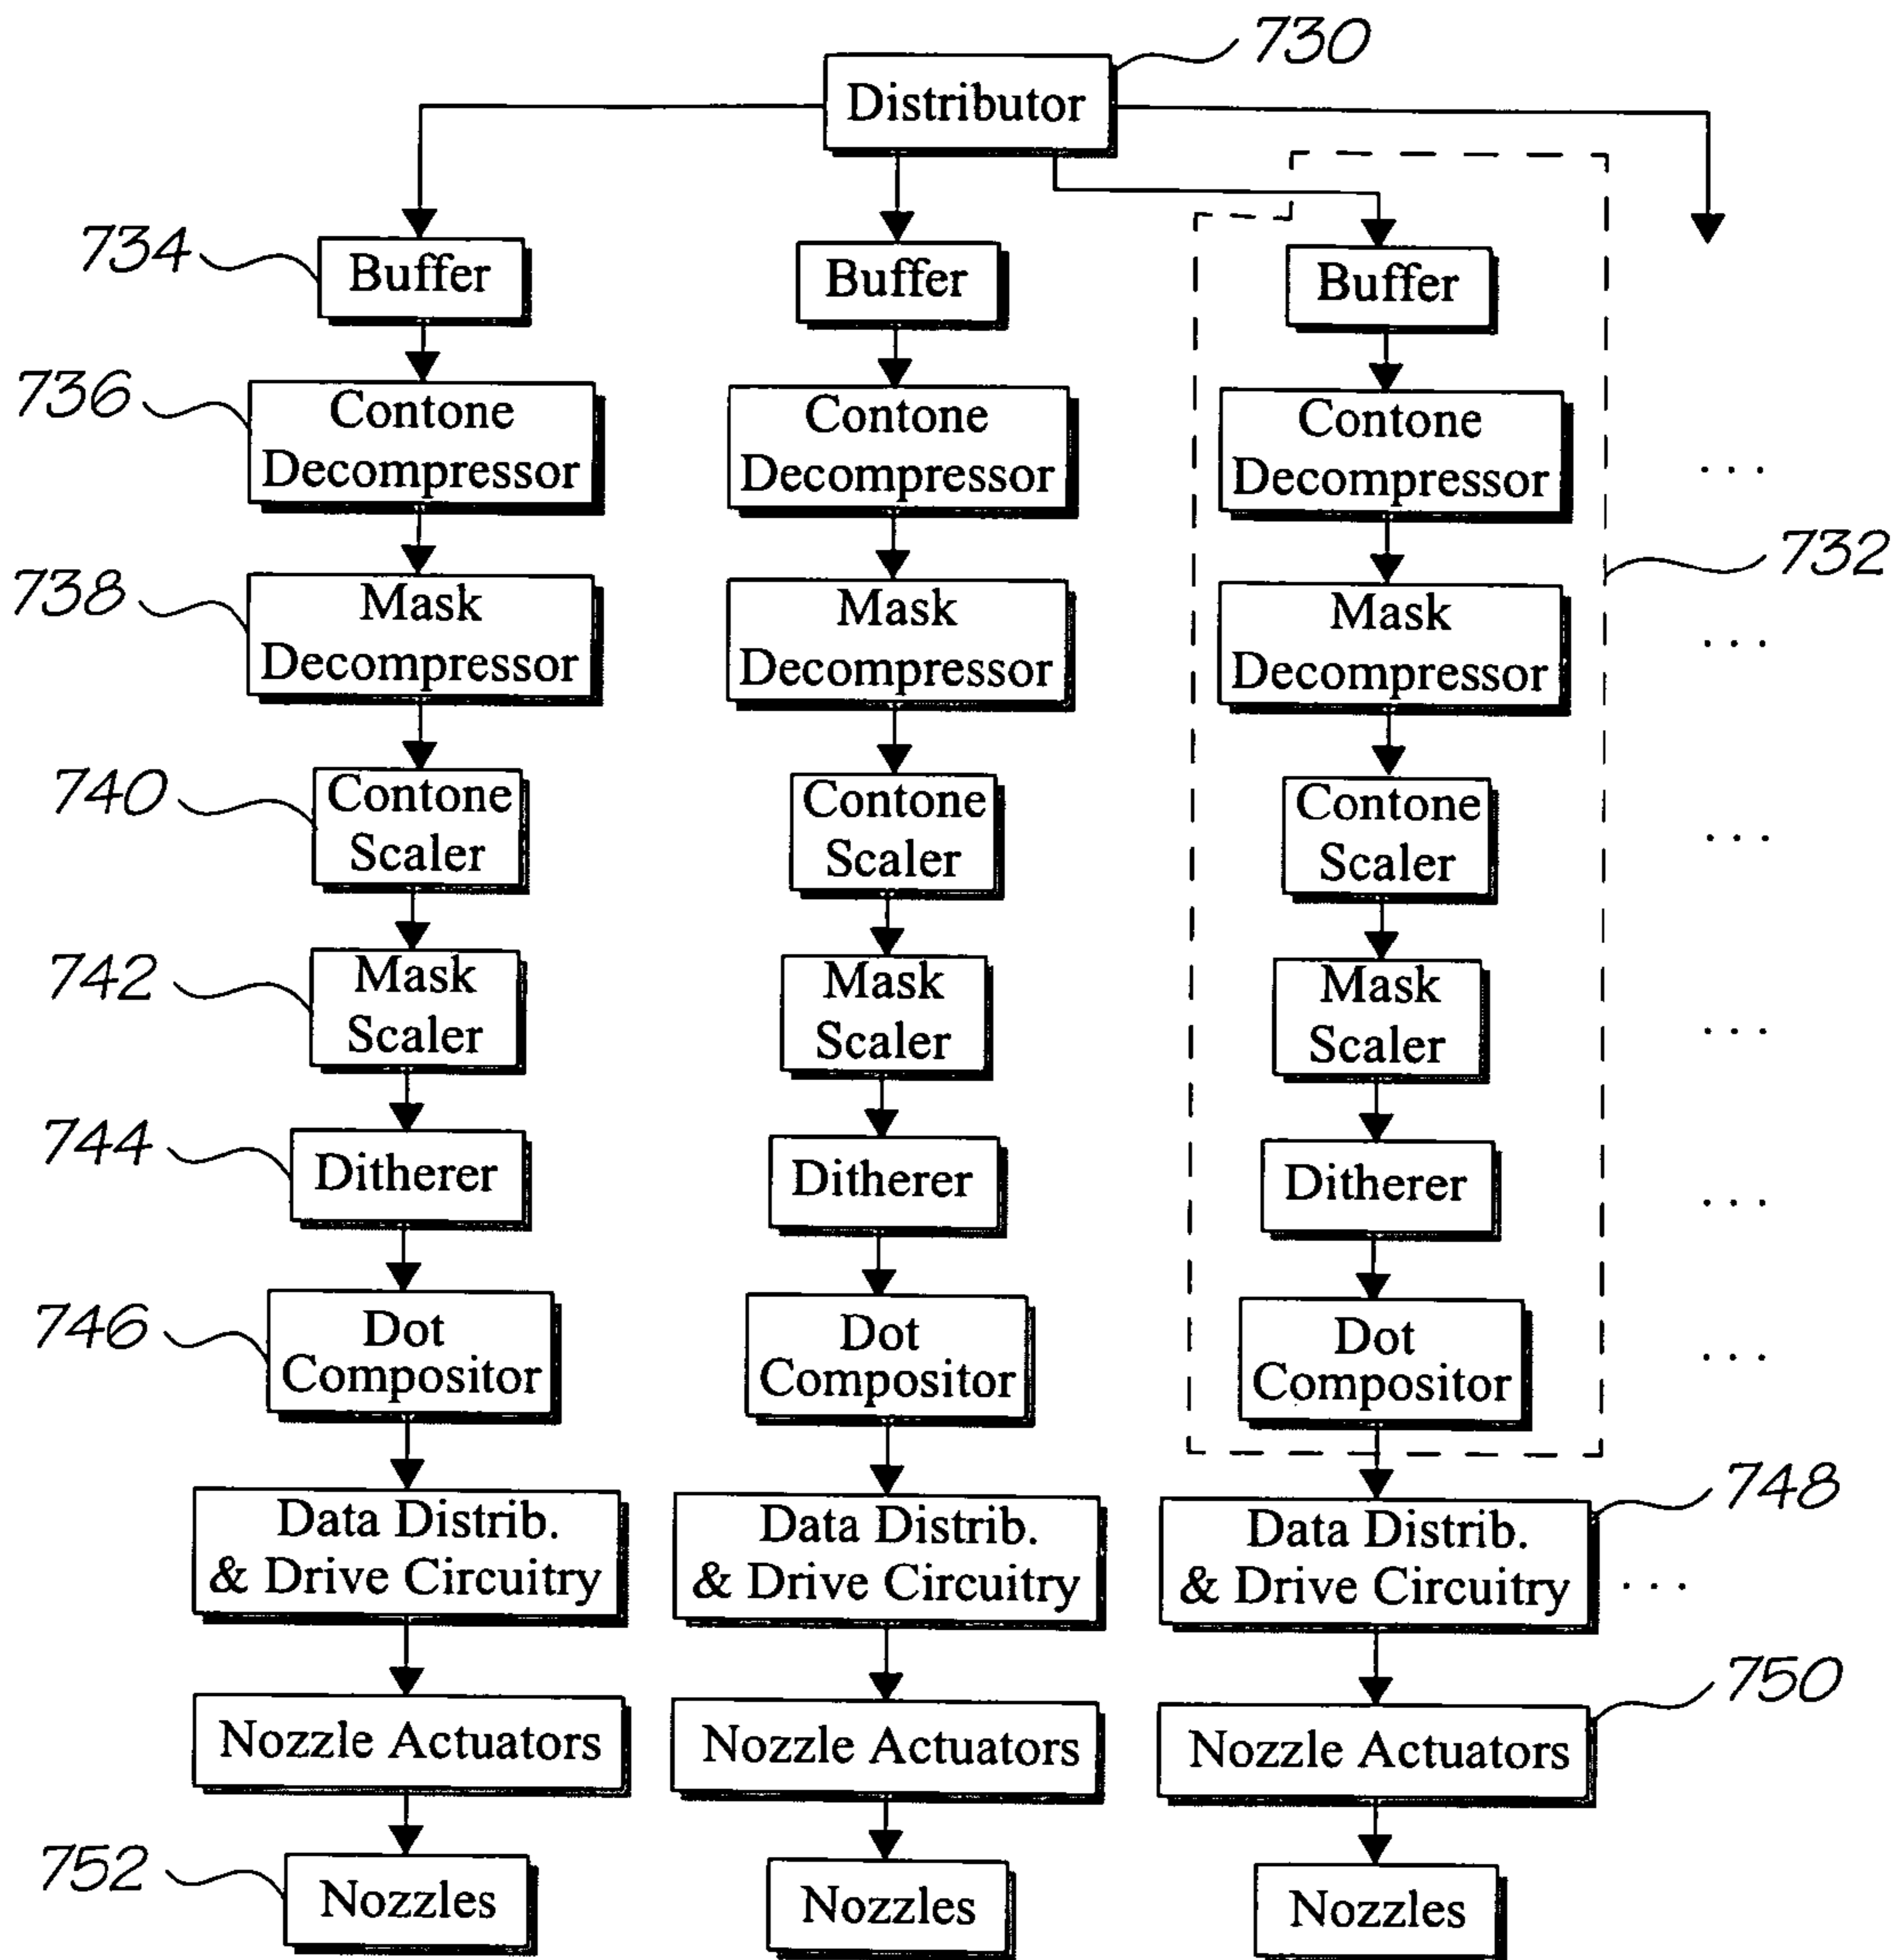 730
Distributor
734
Buffer
Buffer
Buffer
736
Contone
Decompressor
Contone
Decompressor
Contone
Decompressor
...
732
738
Mask
Decompressor
Mask
Decompressor
Mask
Decompressor
...
740
Contone
Scaler
Contone
Scaler
Contone
Scaler
...
742
Mask
Scaler
Mask
Scaler
Mask
Scaler
...
744
Ditherer
Ditherer
Ditherer
...
746
Dot
Compositor
Dot
Compositor
Dot
Compositor
...
Data Distrib.
& Drive Circuitry
Data Distrib.
& Drive Circuitry
Data Distrib.
& Drive Circuitry
748
...
Nozzle Actuators
Nozzle Actuators
Nozzle Actuators
750
752
Nozzles
Nozzles
Nozzles